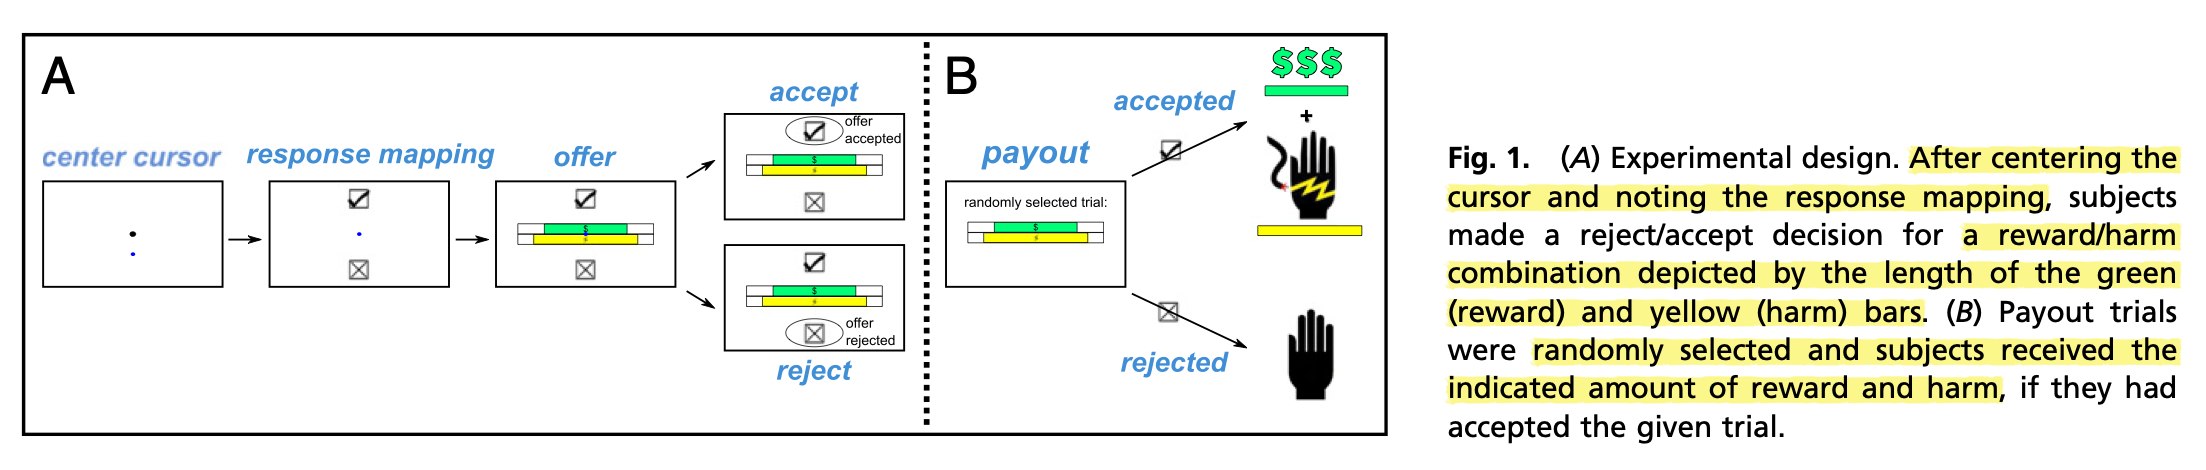 A
center cursor
response mapping
offer
accept
offer
accepted
$
$
$
offer
rejected
reject
B
payout
randomly selected trial:
$
accepted
rejected
$$$
+
Fig. 1. (A) Experimental design. After centering the
cursor and noting the response mapping, subjects
made a reject/accept decision for a reward/harm
combination depicted by the length of the green
(reward) and yellow (harm) bars. (B) Payout trials
were randomly selected and subjects received the
indicated amount of reward and harm, if they had
accepted the given trial.